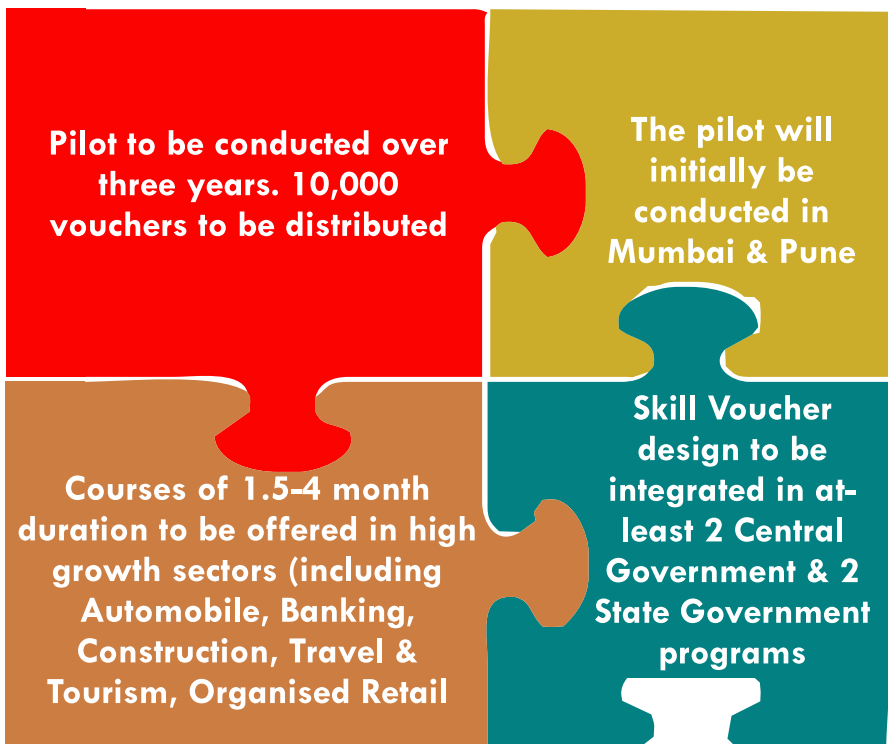 Pilot to be conducted over
three years. 10,000
vouchers to be distributed
The pilot will
initially be
conducted in
Mumbai & Pune
Courses of 1.5-4 month
duration to be offered in high
growth sectors (including
Automobile, Banking,
Construction, Travel &
Tourism, Organised Retail
Skill Voucher
design to be
integrated in at-
least 2 Central
Government & 2
State Government
programs